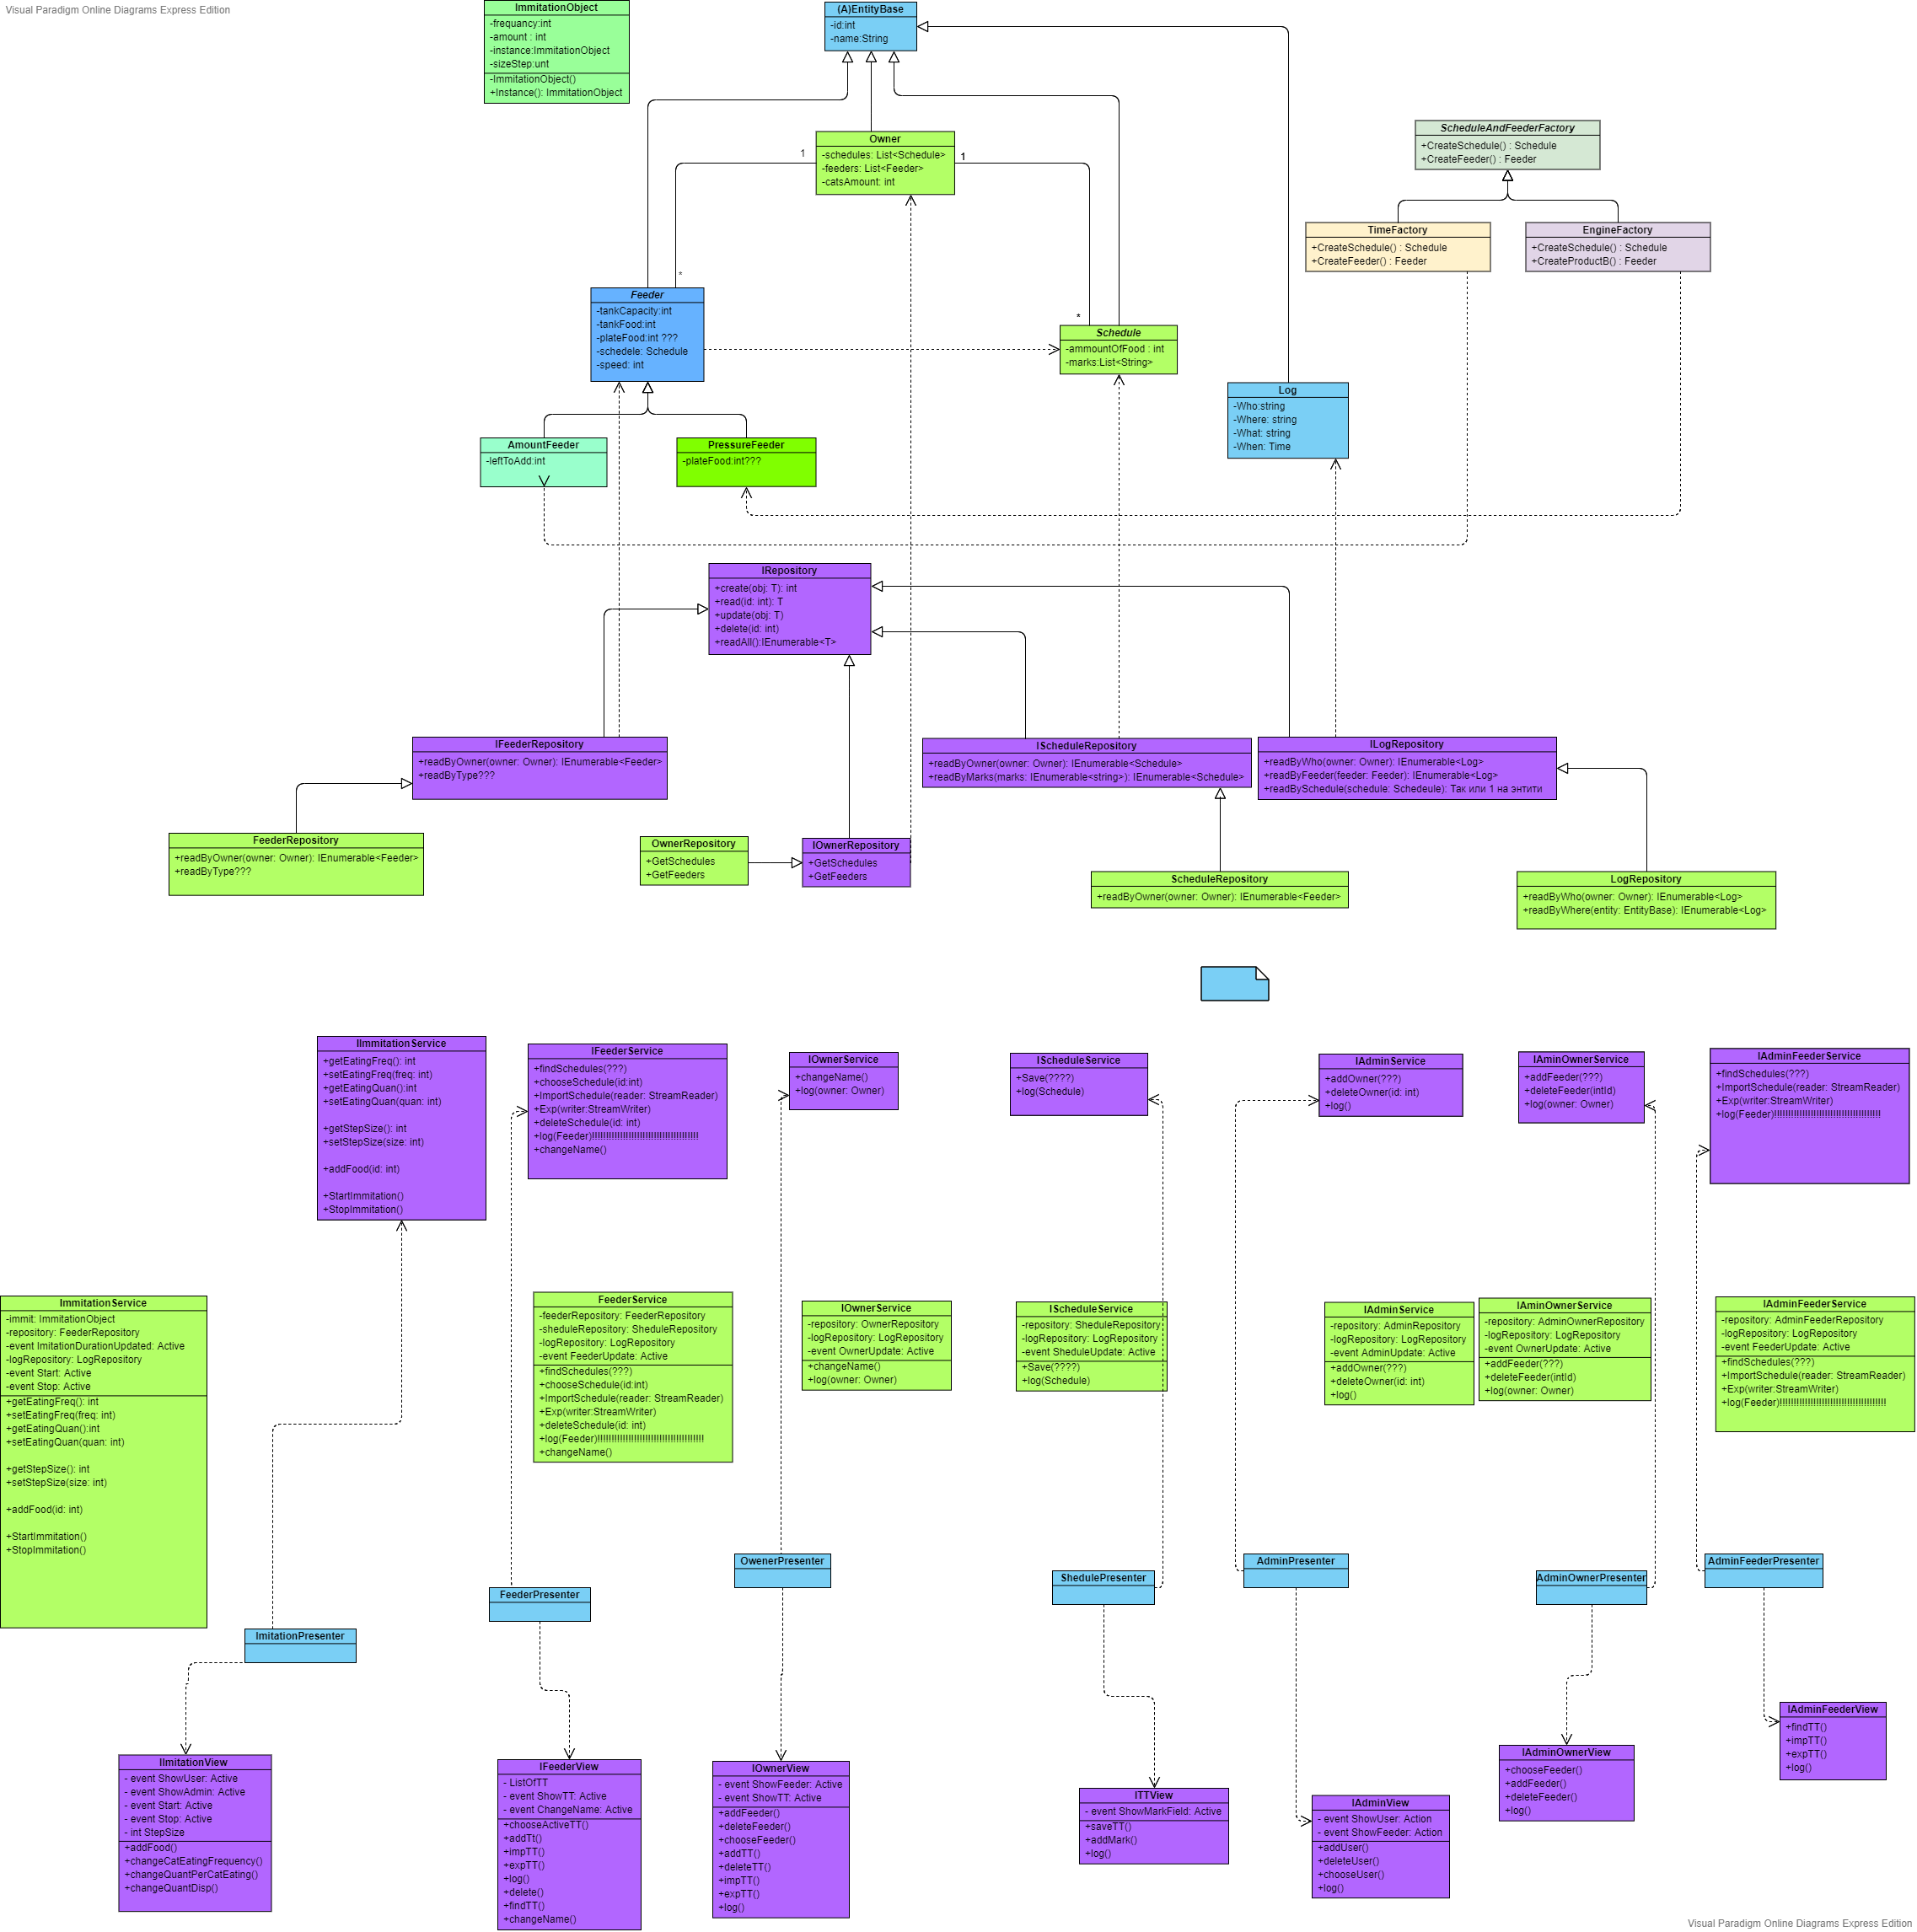 Visual Paradigm Online Diagrams Express Edition
ImmitationObject
-frequancy:int
-amount : int
-instance:ImmitationObject
-sizeStep:unt
-ImmitationObject()
+Instance(): ImmitationObject
(A)EntityBase
-id:int
-name:String
Owner
-schedules: List<Schedule>
-feeders: List<Feeder>
-catsAmount: int
1
1
*
*
ScheduleAndFeederFactory
+CreateSchedule() : Schedule
+CreateFeeder() : Feeder
TimeFactory
+CreateSchedule() : Schedule
+CreateFeeder() : Feeder
EngineFactory
+CreateSchedule() : Schedule
+CreateProductB() : Feeder
Feeder
-tankCapacity:int
-tankFood:int
-plateFood:int ???
-schedele: Schedule
-speed: int
Schedule
-ammountOfFood : int
-marks:List<String>
Log
-Who:string
-Where: string
-What: string
-When: Time
AmountFeeder
-leftToAdd:int
PressureFeeder
-plateFood:int???
IRepository
+create(obj: T): int
+read(id: int): T
+update(obj: T)
+delete(id: int)
+readAll():IEnumerable<T>
IFeederRepository
+readByOwner(owner: Owner): IEnumerable<Feeder>
+readByType???
IScheduleRepository
+readByOwner(owner: Owner): IEnumerable<Schedule>
+readByMarks(marks: IEnumerable<string>): IEnumerable<Schedule>
ILogRepository
+readByWho(owner: Owner): IEnumerable<Log>
+readByFeeder(feeder: Feeder): IEnumerable<Log>
+readBySchedule(schedule: Schedeule): Так или 1 на энтити
FeederRepository
+readByOwner(owner: Owner): IEnumerable<Feeder>
+readByType???
OwnerRepository
+GetSchedules
+GetFeeders
IOwnerRepository
+GetSchedules
+GetFeeders
ScheduleRepository
+readByOwner(owner: Owner): IEnumerable<Feeder>
LogRepository
+readByWho(owner: Owner): IEnumerable<Log>
+readByWhere(entity: EntityBase): IEnumerable<Log>
IImmitationService
+getEatingFreq(): int
+setEatingFreq(freq: int)
+getEatingQuan():int
+setEatingQuan(quan: int)
+getStepSize(): int
+setStepSize(size: int)
+addFood(id: int)
+StartImmitation()
+StopImmitation()
IFeederService
+findSchedules(???)
+chooseSchedule(id:int)
+ImportSchedule(reader: StreamReader)
+Exp(writer:StreamWriter)
+deleteSchedule(id: int)
+log(Feeder)!!!!!!!!!!!!!!!!!!!!!!!!!!!!!!!!!!!!!!
+changeName()
IOwnerService
+changeName()
+log(owner: Owner)
IScheduleService
+Save(????)
+log(Schedule)
IAdminService
+addOwner(???)
+deleteOwner(id: int)
+log()
IAminOwnerService
+addFeeder(???)
+deleteFeeder(intId)
+log(owner: Owner)
IAdminFeederService
+findSchedules(???)
+ImportSchedule(reader: StreamReader)
+Exp(writer:StreamWriter)
+log(Feeder)!!!!!!!!!!!!!!!!!!!!!!!!!!!!!!!!!!!!!!
ImmitationService
-immit: ImmitationObject
-repository: FeederRepository
-event ImitationDurationUpdated: Active
-logRepository: LogRepository
-event Start: Active
-event Stop: Active
+getEatingFreq(): int
+setEatingFreq(freq: int)
+getEatingQuan():int
+setEatingQuan(quan: int)
+getStepSize(): int
+setStepSize(size: int)
+addFood(id: int)
+StartImmitation()
+StopImmitation()
FeederService
-feederRepository: FeederRepository
-sheduleRepository: SheduleRepository
-logRepository: LogRepository
-event FeederUpdate: Active
+findSchedules(???)
+chooseSchedule(id:int)
+ImportSchedule(reader: StreamReader)
+Exp(writer:StreamWriter)
+deleteSchedule(id: int)
+log(Feeder)!!!!!!!!!!!!!!!!!!!!!!!!!!!!!!!!!!!!!!
+changeName()
IOwnerService
-repository: OwnerRepository
-logRepository: LogRepository
-event OwnerUpdate: Active
+changeName()
+log(owner: Owner)
IScheduleService
-repository: SheduleRepository
-logRepository: LogRepository
-event SheduleUpdate: Active
+Save(????)
+log(Schedule)
IAdminService
-repository: AdminRepository
-logRepository: LogRepository
-event AdminUpdate: Active
+addOwner(???)
+deleteOwner(id: int)
+log()
IAminOwnerService
-repository: AdminOwnerRepository
-logRepository: LogRepository
-event OwnerUpdate: Active
+addFeeder(???)
+deleteFeeder(intId)
+log(owner: Owner)
IAdminFeederService
-repository: AdminFeederRepository
-logRepository: LogRepository
-event FeederUpdate: Active
+findSchedules(???)
+ImportSchedule(reader: StreamReader)
+Exp(writer:StreamWriter)
+log(Feeder)!!!!!!!!!!!!!!!!!!!!!!!!!!!!!!!!!!!!!!
ImitationPresenter
FeederPresenter
OwenerPresenter
ShedulePresenter
AdminPresenter
AdminOwnerPresenter
AdminFeederPresenter
IImitationView
- event ShowUser: Active
- event ShowAdmin: Active
- event Start: Active
- event Stop: Active
- int StepSize
+addFood()
+changeCatEatingFrequency()
+changeQuantPerCatEating()
+changeQuantDisp()
IFeederView
- ListOfTT
- event ShowTT: Active
- event ChangeName: Active
+chooseActiveTT()
+addTt()
+impTT()
+expTT()
+log()
+delete()
+findTT()
+changeName()
IOwnerView
- event ShowFeeder: Active
- event ShowTT: Active
+addFeeder()
+deleteFeeder()
+chooseFeeder()
+addTT()
+deleteTT()
+impTT()
+expTT()
+log()
ITTView
- event ShowMarkField: Active
+saveTT()
+addMark()
+log()
IAdminView
- event ShowUser: Action
- event ShowFeeder: Action
+addUser()
+deleteUser()
+chooseUser()
+log()
IAdminOwnerView
+chooseFeeder()
+addFeeder()
+deleteFeeder()
+log()
IAdminFeederView
+findTT()
+impTT()
+expTT()
+log()
Visual Paradigm Online Diagrams Express Edition